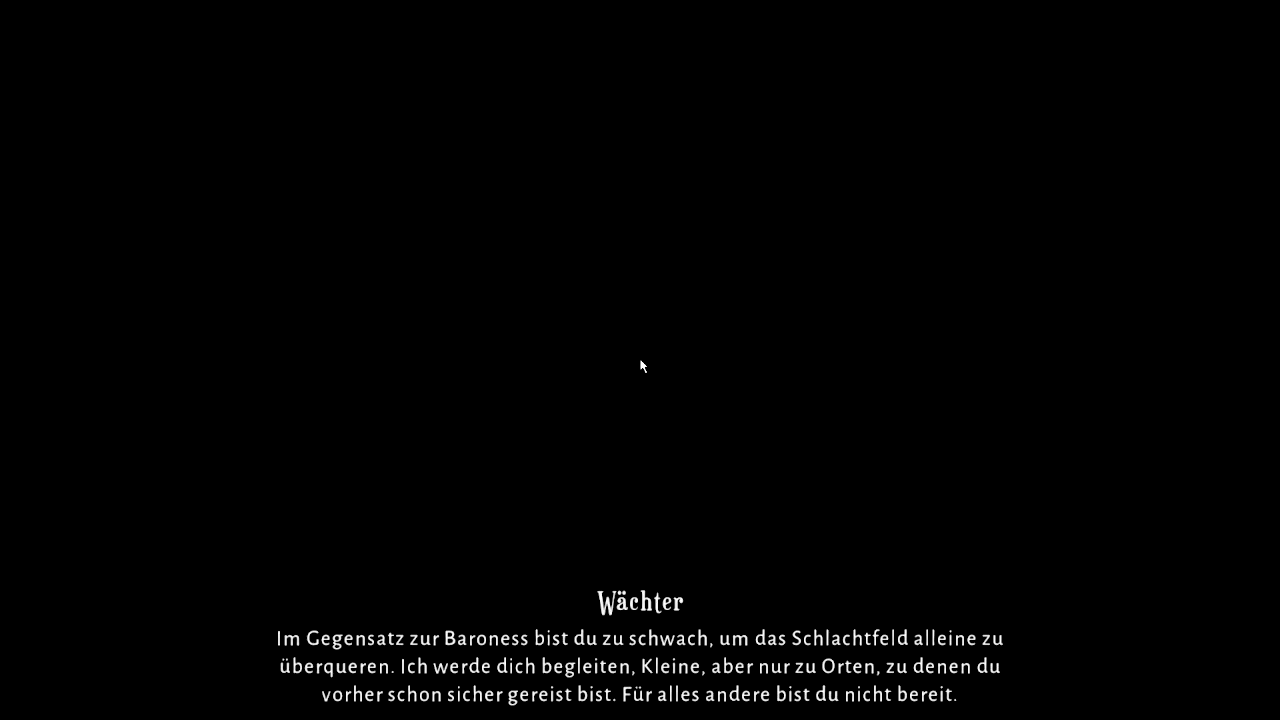 Wächter
Im Gegensatz zur Baroness bist du zu schwach, um das Schlachtfeld alleine zu
überqueren. Ich werde dich begleiten, Kleine, aber nur zu Orten, zu denen du
vorher schon sicher gereist bist. Für alles andere bist du nicht bereit.